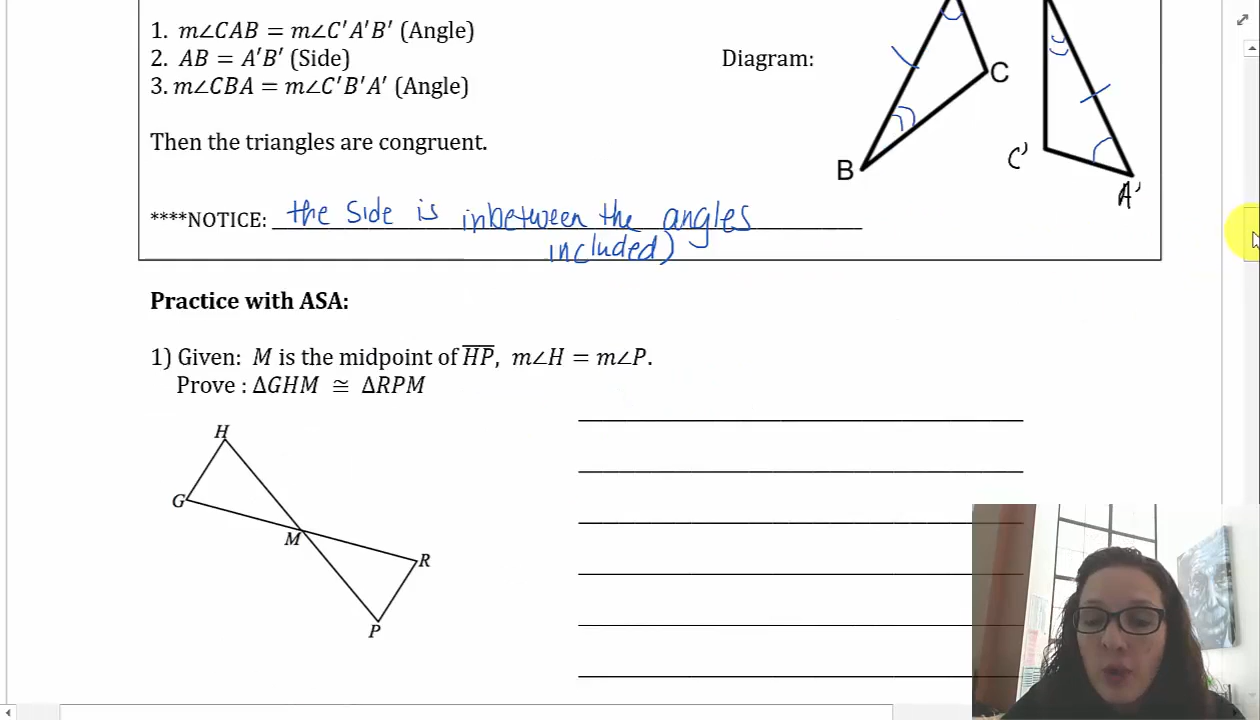 1. m∠CAB = m∠C'A'B' (Angle)
2. AB = A'B' (Side)
3. m∠CBA = m∠C'B'A' (Angle)
Diagram:
Then the triangles are congruent.
C
B
C'
A'
****NOTICE: the side is inbetween the angles
included)
Practice with ASA:
1) Given: M is the midpoint of H͞P͞, m∠H = m∠P.
Prove : ΔGHM ≅ ΔRPM
H
G
M
R
P